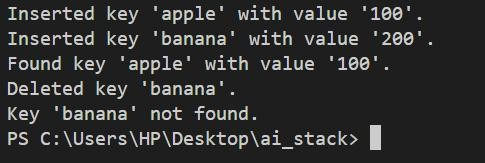 Inserted key 'apple' with value '100'.
Inserted key 'banana' with value '200'.
Found key 'apple' with value '100'.
Deleted key 'banana'.
Key 'banana' not found.
PS C:\Users\HP\Desktop\ai_stack>